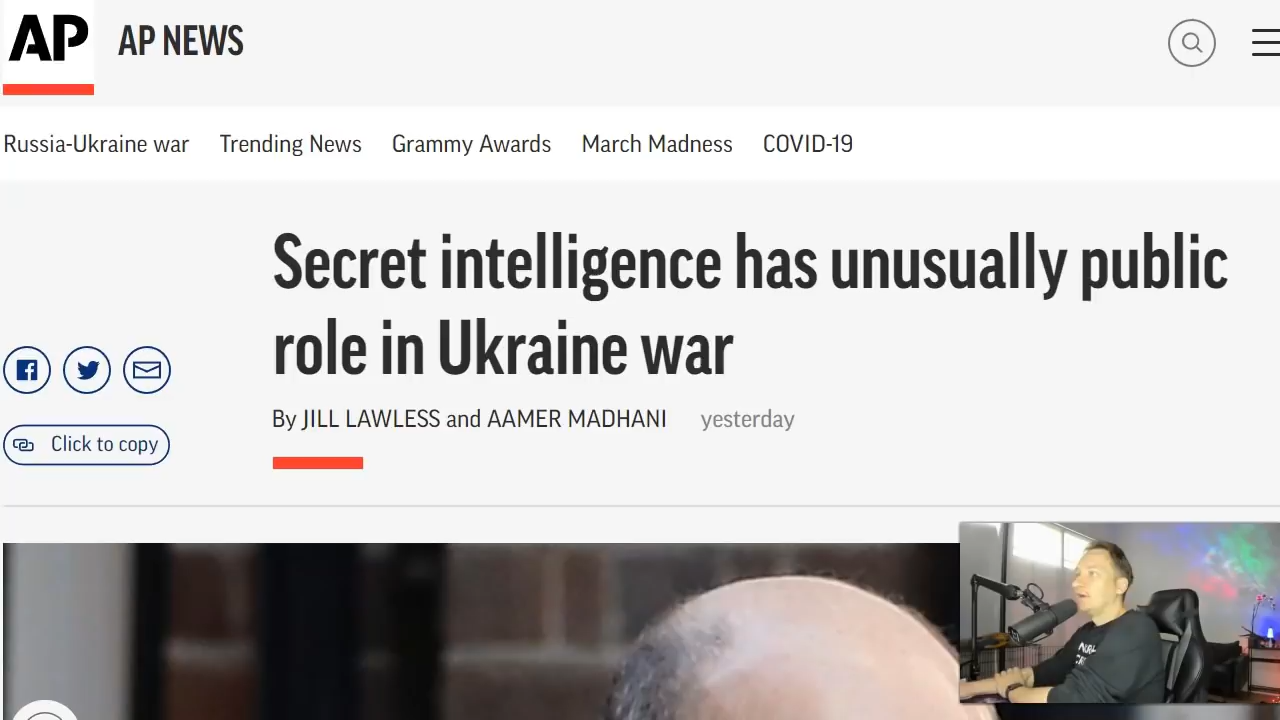 AP AP NEWS
Russia-Ukraine war Trending News Grammy Awards March Madness COVID-19
Secret intelligence has unusually public
role in Ukraine war
By JILL LAWLESS and AAMER MADHANI yesterday
Click to copy